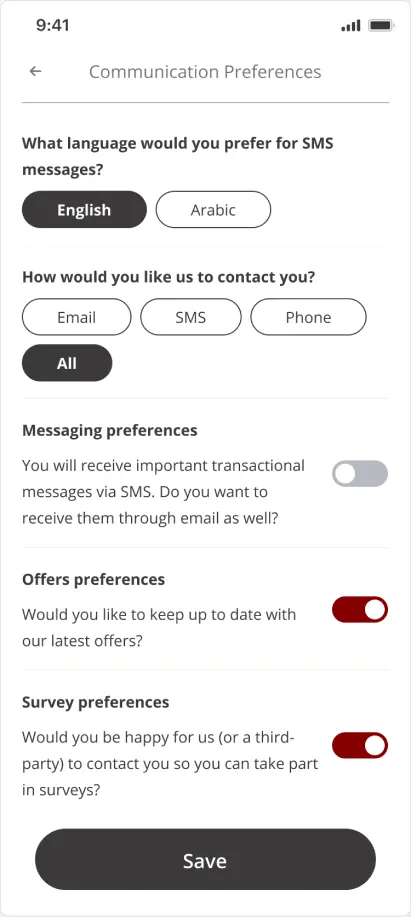 9:41
Communication Preferences
What language would you prefer for SMS
messages?
English Arabic
How would you like us to contact you?
Email SMS Phone
All
Messaging preferences
You will receive important transactional
messages via SMS. Do you want to
receive them through email as well?
Offers preferences
Would you like to keep up to date with
our latest offers?
Survey preferences
Would you be happy for us (or a third-
party) to contact you so you can take part
in surveys?
Save